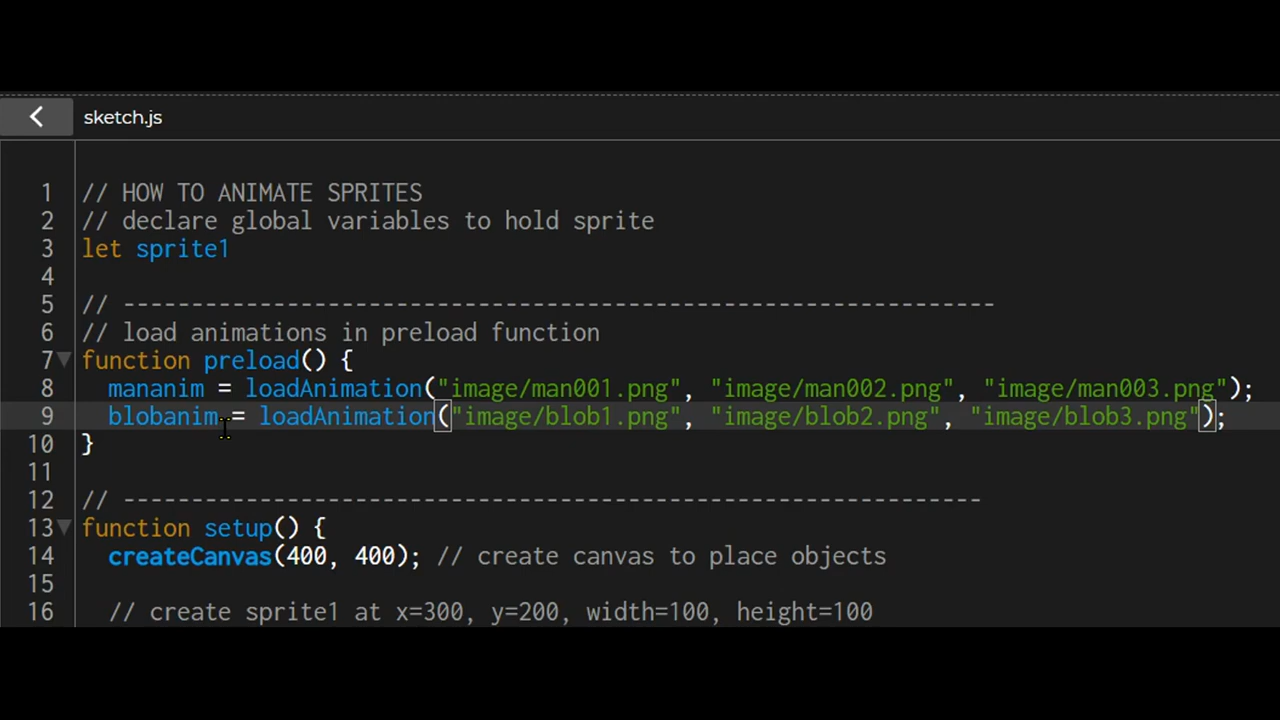 sketch.js
1 // HOW TO ANIMATE SPRITES
2 // declare global variables to hold sprite
3 let sprite1
4
5 // ----------------------------------------------------------------
6 // load animations in preload function
7 function preload() {
8 mananim = loadAnimation("image/man001.png", "image/man002.png", "image/man003.png");
9 blobanim = loadAnimation("image/blob1.png", "image/blob2.png", "image/blob3.png");
10 }
11
12 // ---------------------------------------------------------------
13 function setup() {
14 createCanvas(400, 400); // create canvas to place objects
15
16 // create sprite1 at x=300, y=200, width=100, height=100